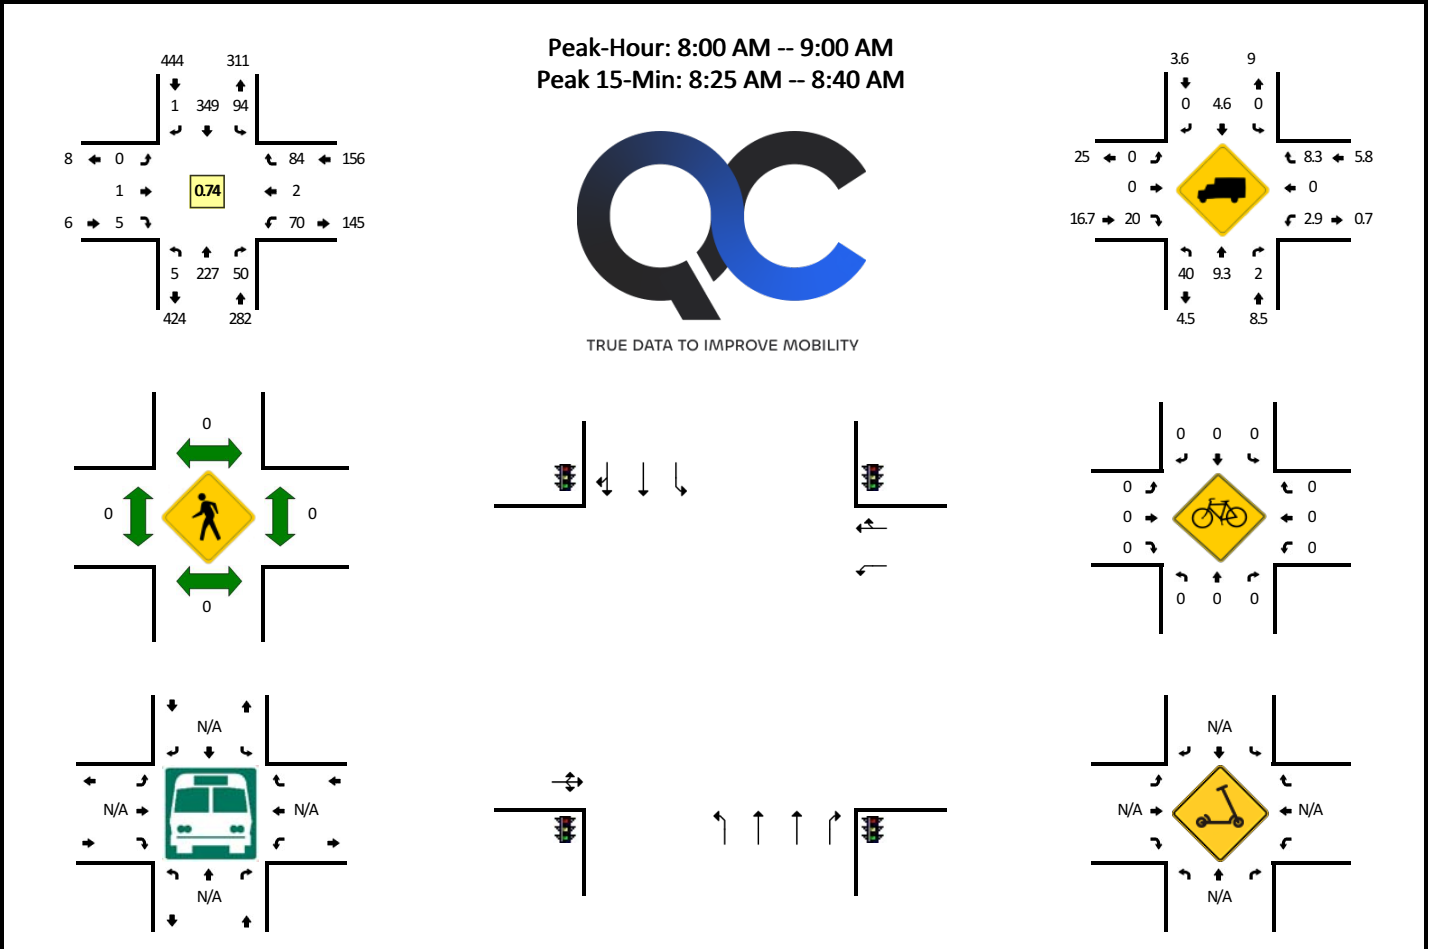 Peak-Hour: 8:00 AM -- 9:00 AM
Peak 15-Min: 8:25 AM -- 8:40 AM
444 311
1 349 94
8 0 84 156
1 0.74 2
6 5 70 145
5 227 50
424 282
TRUE DATA TO IMPROVE MOBILITY
3.6 9
0 4.6 0
25 0 8.3 5.8
0 0
16.7 20 2.9 0.7
40 9.3 2
4.5 8.5
0
0 0
0
0 0 0
0 0
0 0
0 0
0 0 0
N/A
N/A N/A
N/A
N/A
N/A N/A
N/A